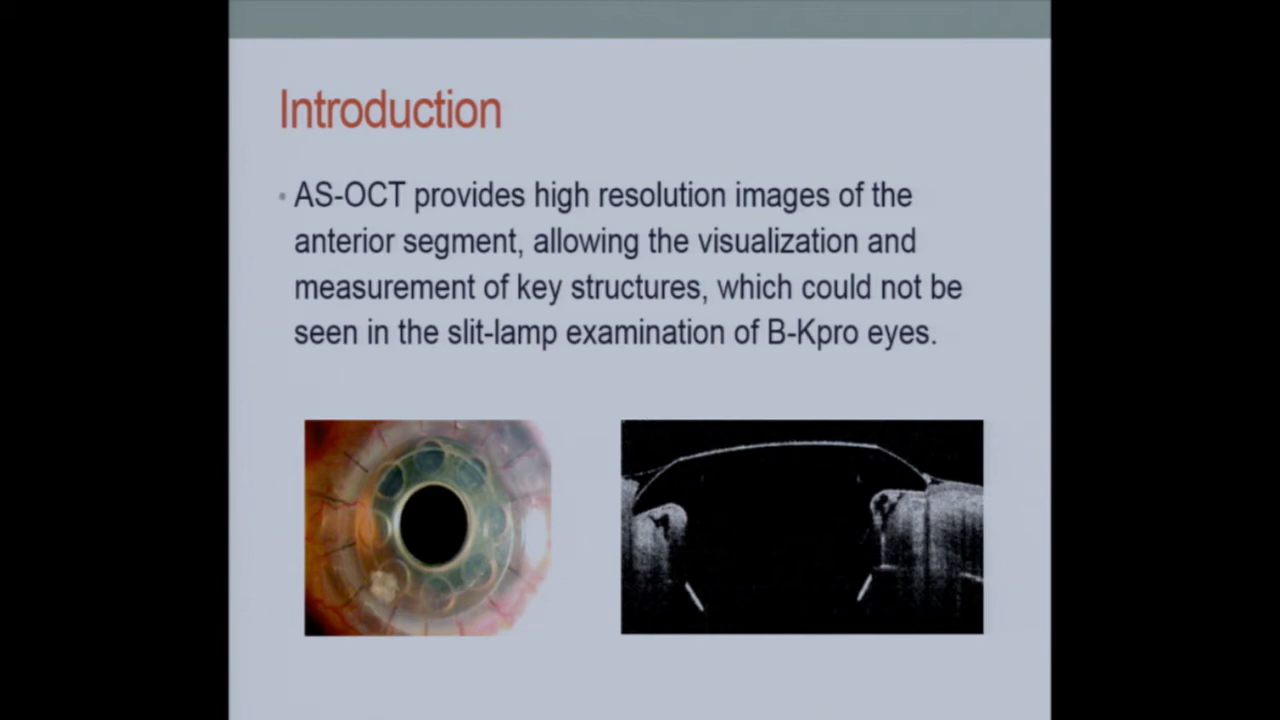 Introduction
• AS-OCT provides high resolution images of the
anterior segment, allowing the visualization and
measurement of key structures, which could not be
seen in the slit-lamp examination of B-Kpro eyes.